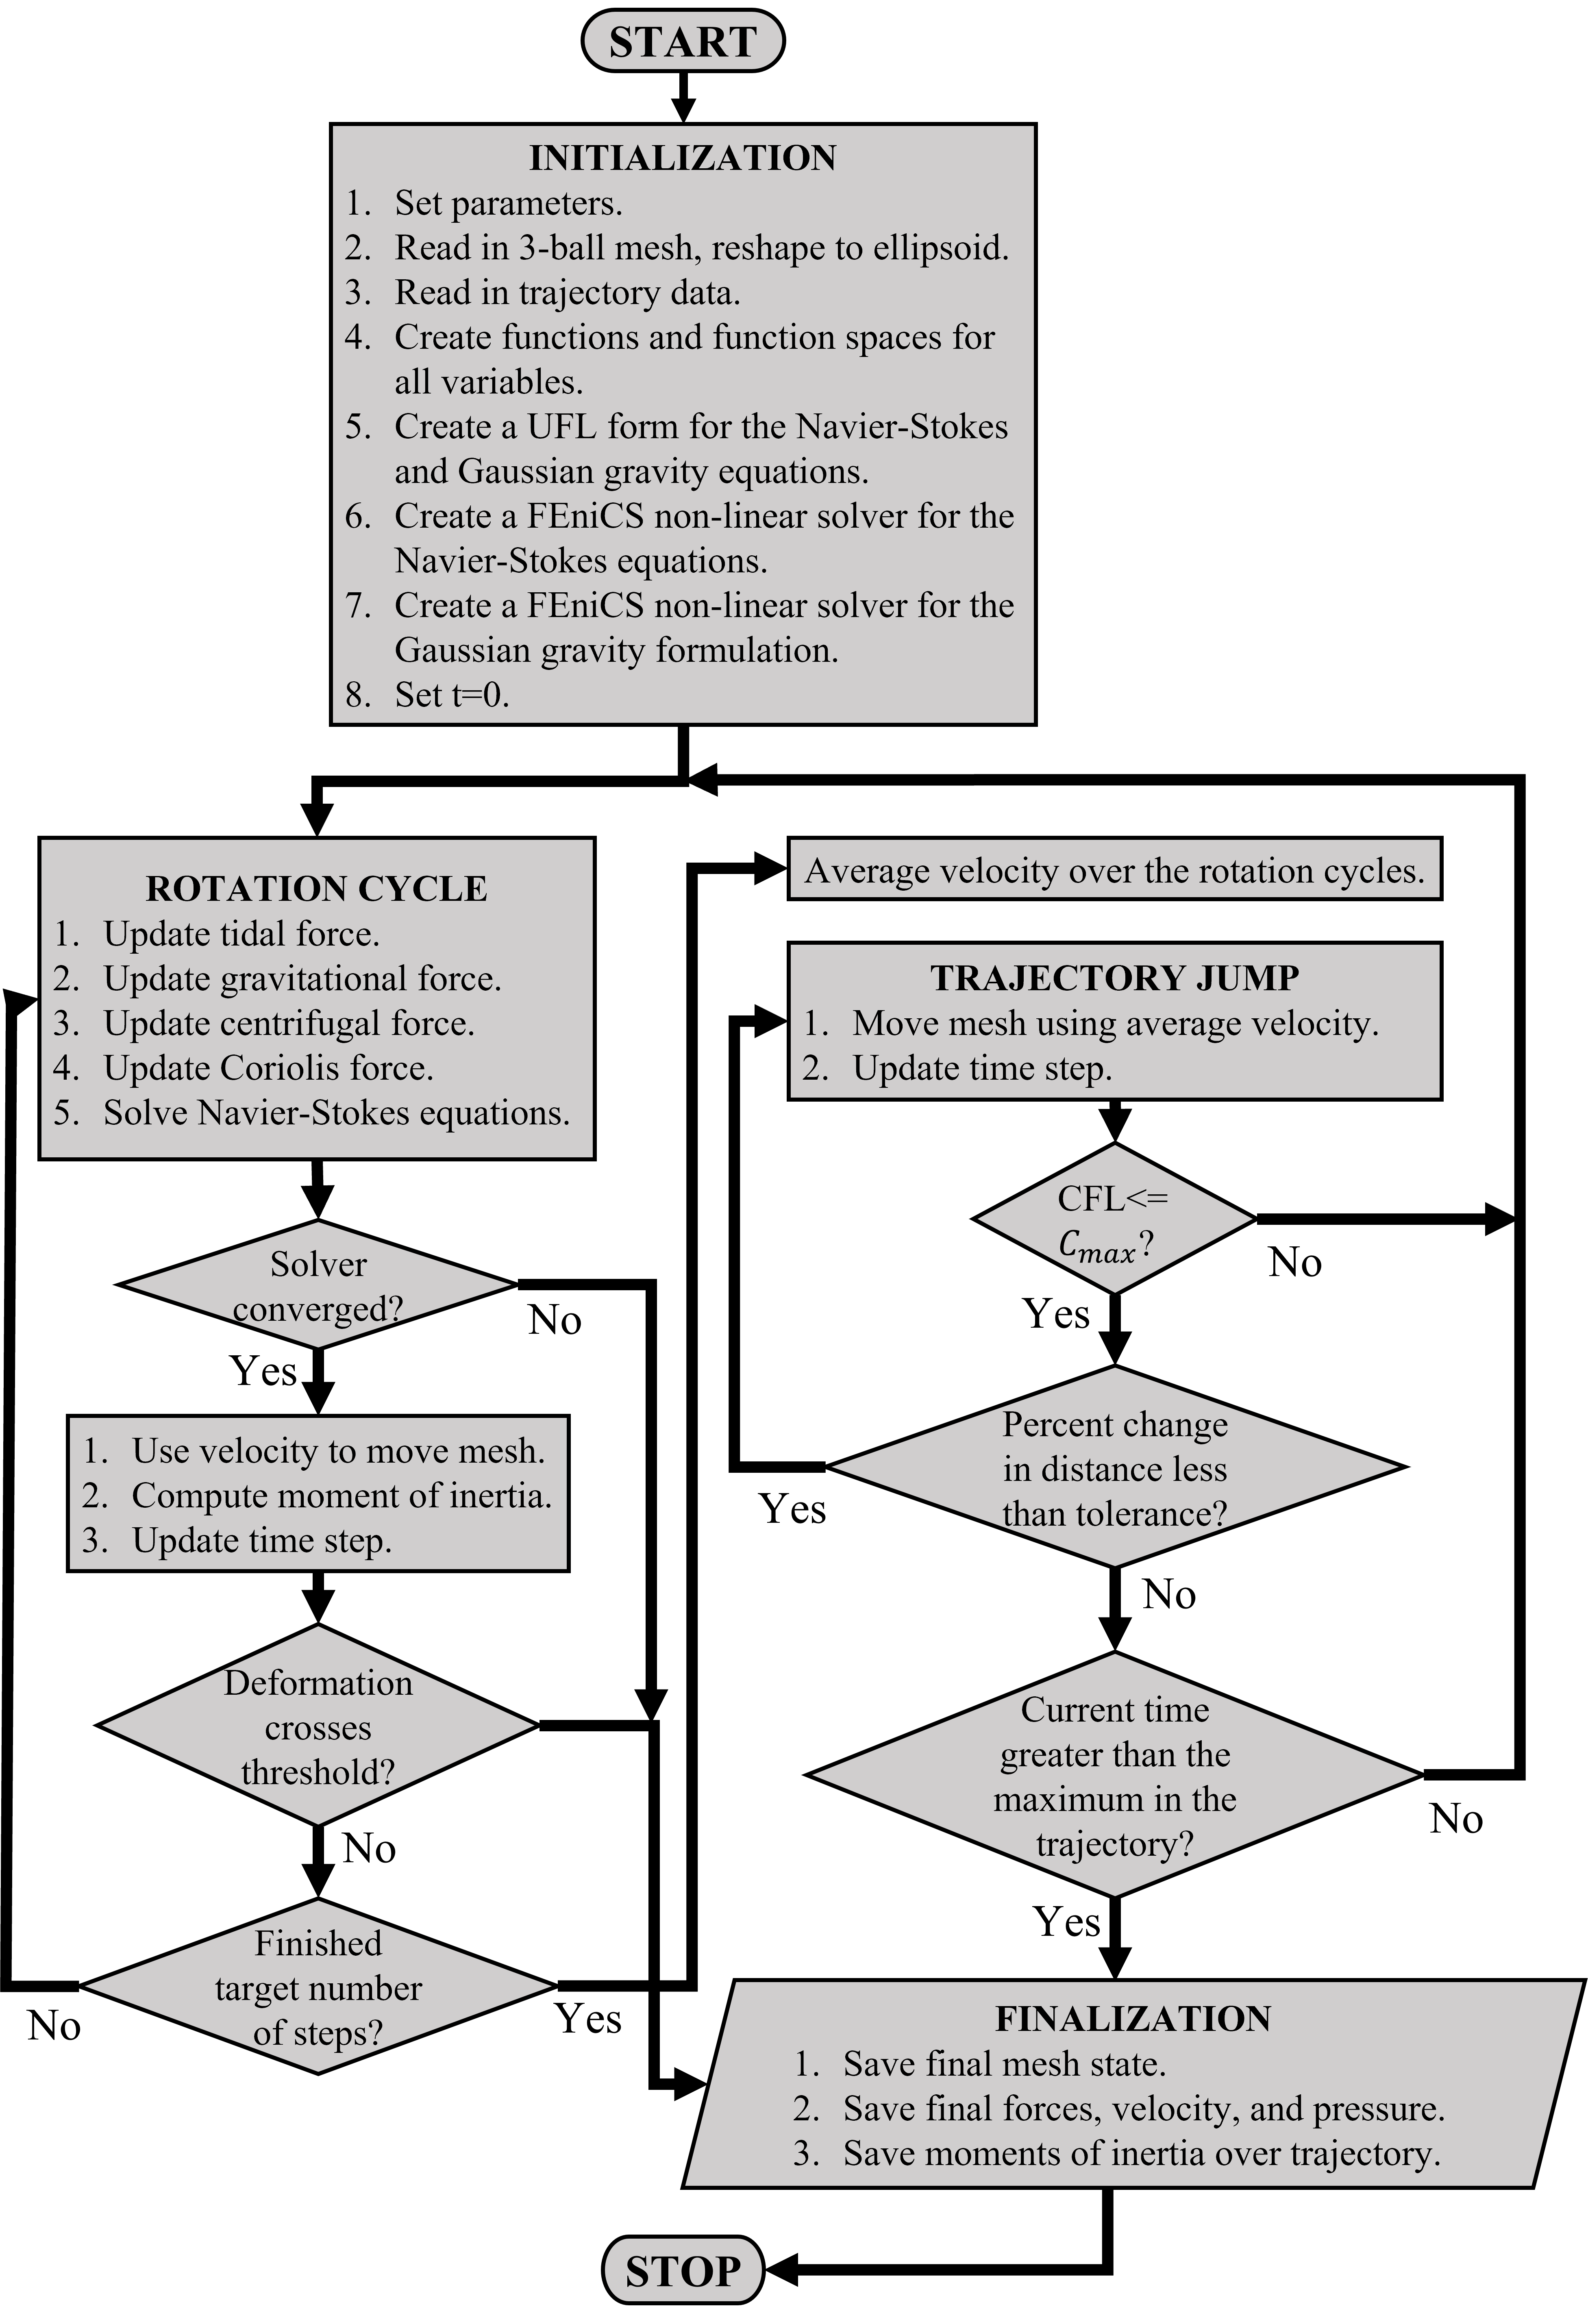 START
INITIALIZATION
1. Set parameters.
2. Read in 3-ball mesh, reshape to ellipsoid.
3. Read in trajectory data.
4. Create functions and function spaces for
all variables.
5. Create a UFL form for the Navier-Stokes
and Gaussian gravity equations.
6. Create a FEniCS non-linear solver for the
Navier-Stokes equations.
7. Create a FEniCS non-linear solver for the
Gaussian gravity formulation.
8. Set t=0.
ROTATION CYCLE
1. Update tidal force.
2. Update gravitational force.
3. Update centrifugal force.
4. Update Coriolis force.
5. Solve Navier-Stokes equations.
Solver
converged?
No
Yes
1. Use velocity to move mesh.
2. Compute moment of inertia.
3. Update time step.
Deformation
crosses
threshold?
No
Finished
target number
of steps?
No
Yes
Average velocity over the rotation cycles.
TRAJECTORY JUMP
1. Move mesh using average velocity.
2. Update time step.
CFL<=
C_max?
No
Yes
Percent change
in distance less
than tolerance?
Yes
No
Current time
greater than the
maximum in the
trajectory?
No
Yes
FINALIZATION
1. Save final mesh state.
2. Save final forces, velocity, and pressure.
3. Save moments of inertia over trajectory.
STOP